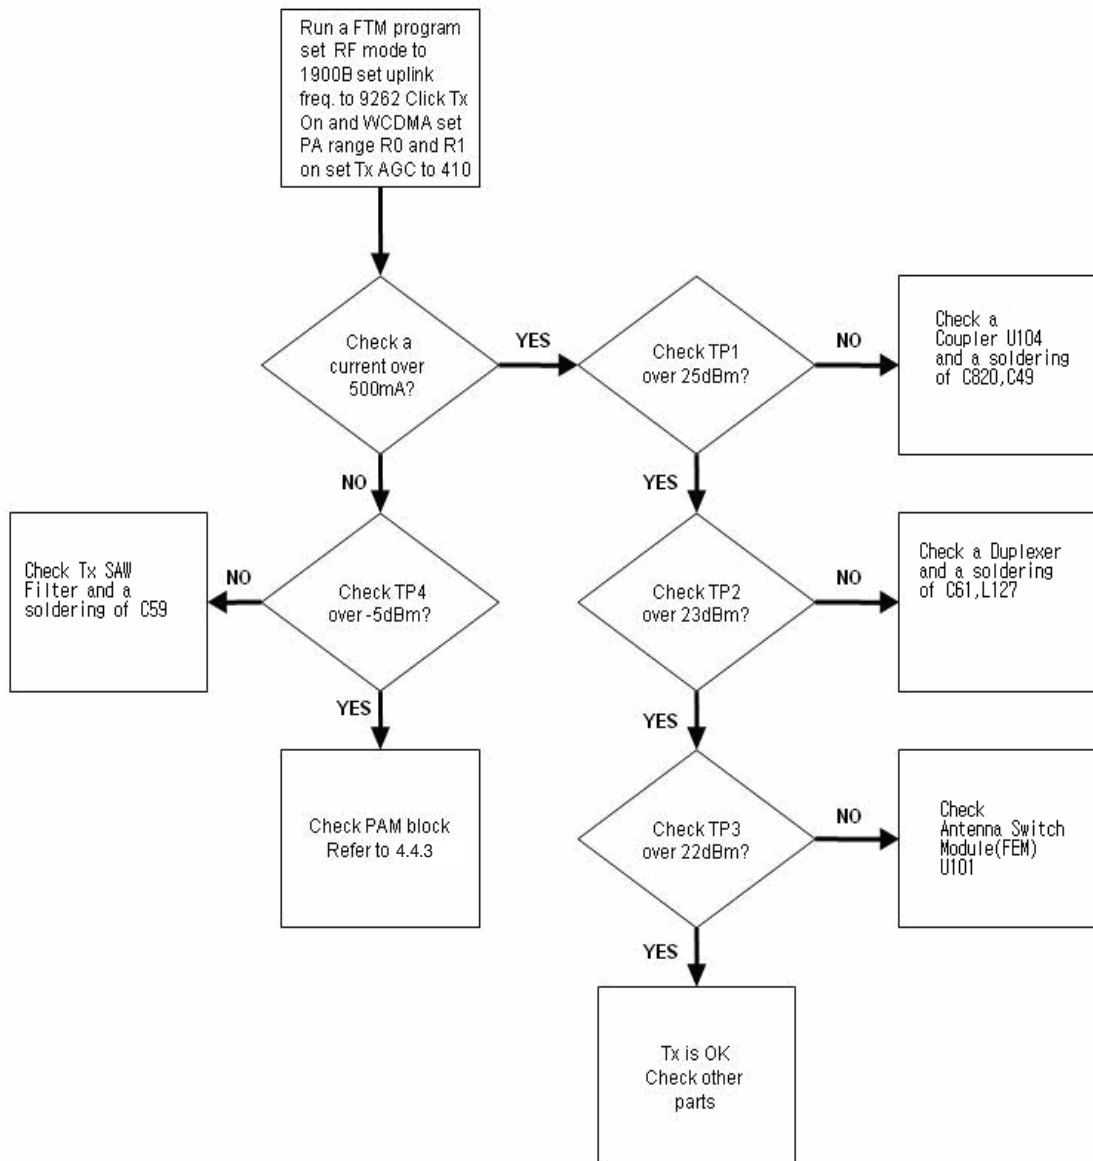 Run a FTM program
set RF mode to
1900B set uplink
freq. to 9262 Click Tx
On and WCDMA set
PA range R0 and R1
on set Tx AGC to 410
Check a
current over
500mA?
YES
Check TP1
over 25dBm?
NO
Check a
Coupler U104
and a soldering
of C820,C49
NO
YES
Check Tx SAW
Filter and a
soldering of C59
NO
Check TP4
over -5dBm?
Check TP2
over 23dBm?
NO
Check a Duplexer
and a soldering
of C61,L127
YES
YES
Check PAM block
Refer to 4.4.3
Check TP3
over 22dBm?
NO
Check
Antenna Switch
Module(FEM)
U101
YES
Tx is OK
Check other
parts